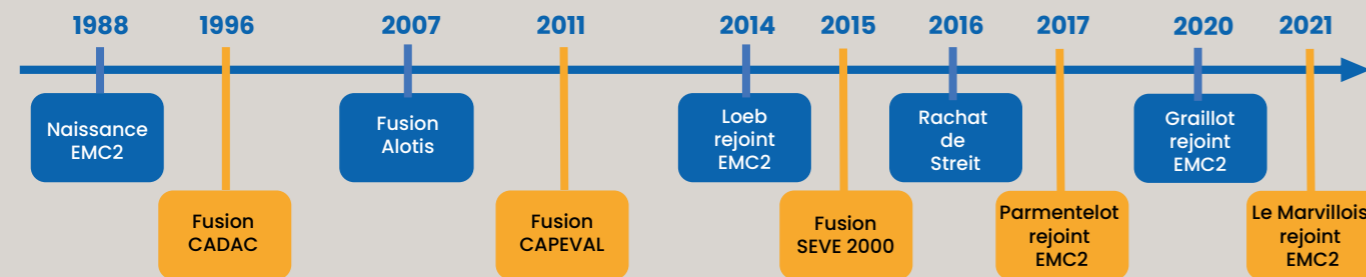 1988 1996 2007 2011 2014 2015 2016 2017 2020 2021
Naissance
EMC2
Fusion
CADAC
Fusion
Alotis
Fusion
CAPEVAL
Loeb
rejoint
EMC2
Fusion
SEVE 2000
Rachat
de
Streit
Parmentelot
rejoint
EMC2
Graillot
rejoint
EMC2
Le Marvillois
rejoint
EMC2